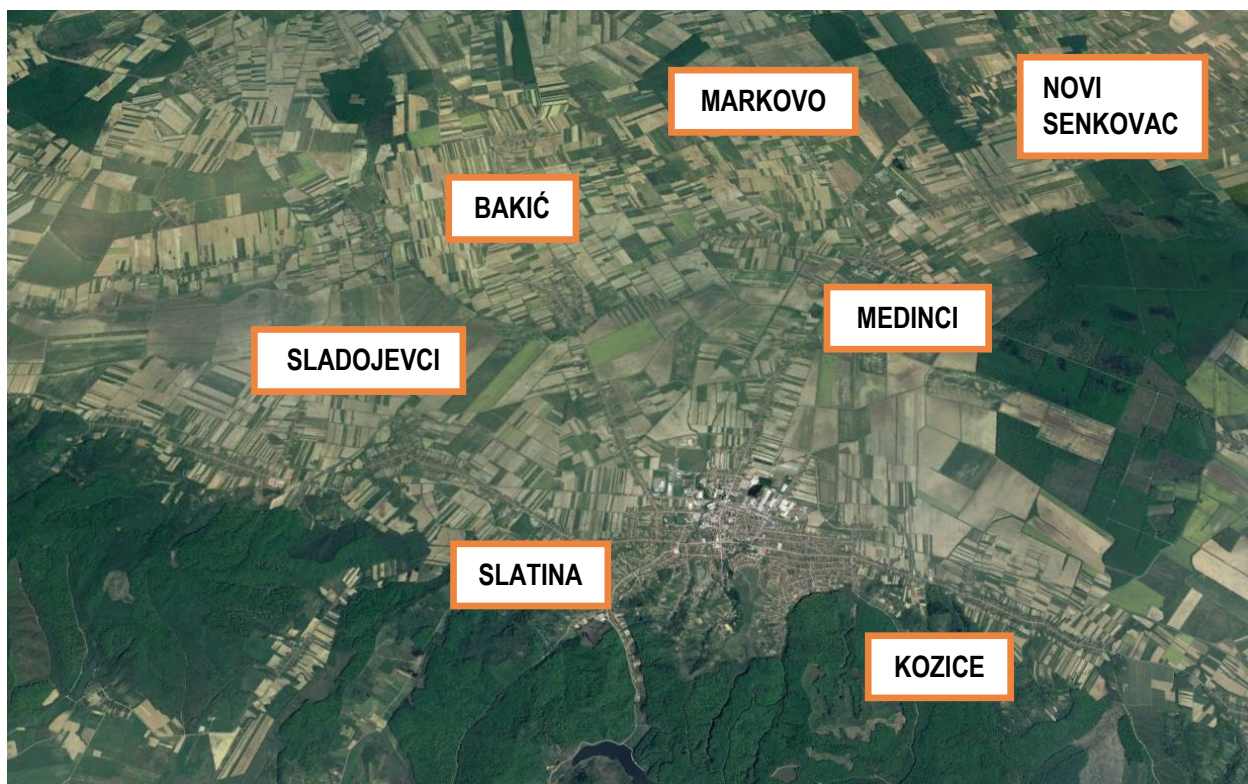 MARKOVO
NOVI
SENKOVAC
BAKIĆ
MEDINCI
SLADOJEVCI
SLATINA
KOZICE